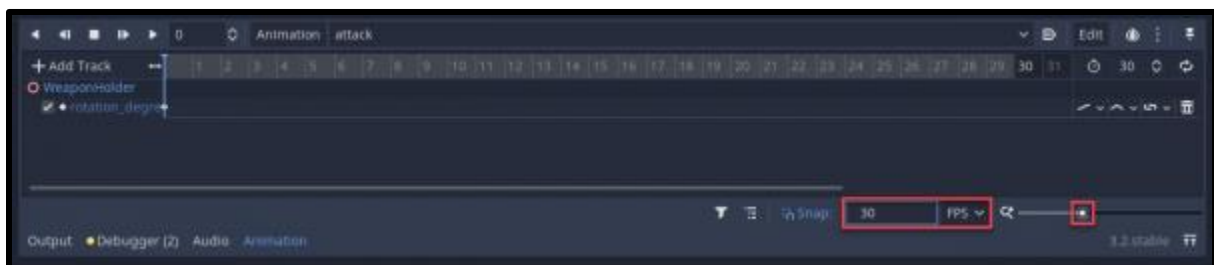 0 Animation attack Edit
Add Track 1 2 3 4 5 6 7 8 9 10 11 12 13 14 15 16 17 18 19 20 21 22 23 24 25 26 27 28 29 30 31 30
WeaponHolder
rotation_degre
Snap: 30 FPS
Output Debugger (2) Audio Animation 3.2.stable